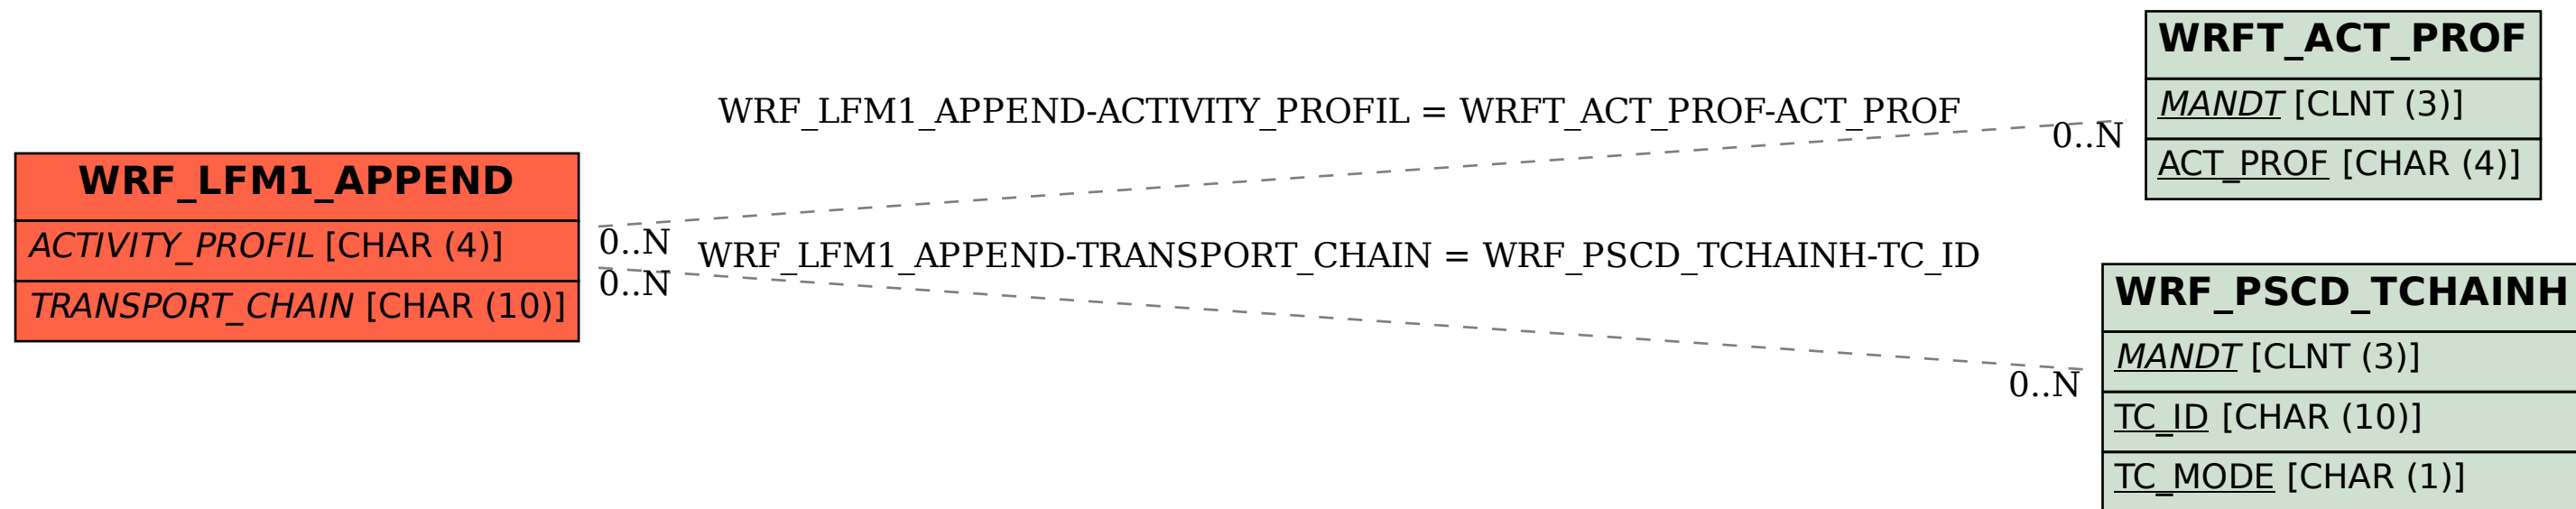 WRF_LFM1_APPEND
ACTIVITY_PROFIL [CHAR (4)]
TRANSPORT_CHAIN [CHAR (10)]
WRF_LFM1_APPEND-ACTIVITY_PROFIL = WRFT_ACT_PROF-ACT_PROF
0..N
0..N
WRF_LFM1_APPEND-TRANSPORT_CHAIN = WRF_PSCD_TCHAINH-TC_ID
0..N
0..N
WRFT_ACT_PROF
MANDT [CLNT (3)]
ACT_PROF [CHAR (4)]
WRF_PSCD_TCHAINH
MANDT [CLNT (3)]
TC_ID [CHAR (10)]
TC_MODE [CHAR (1)]